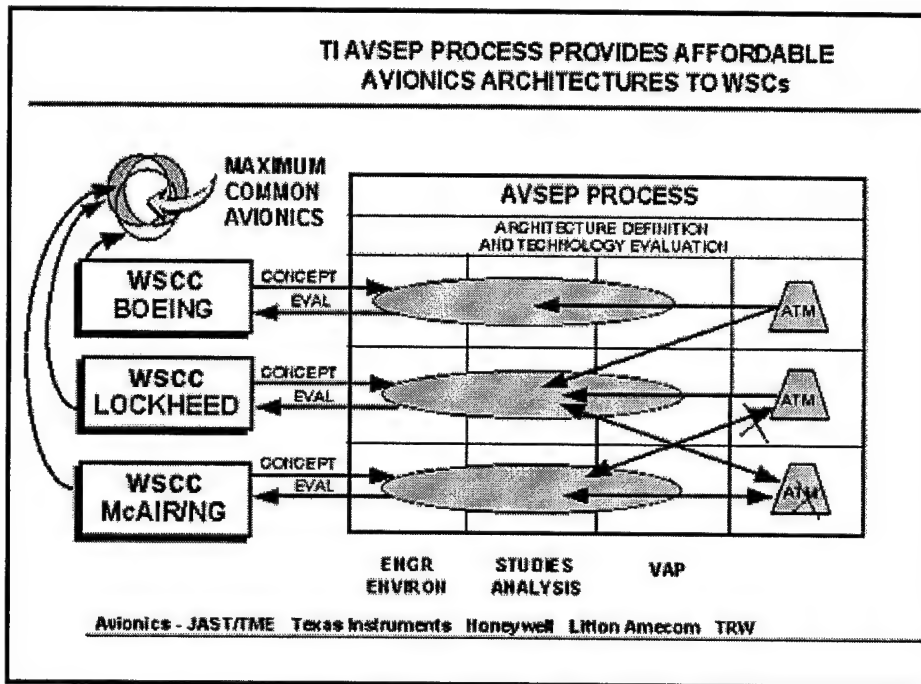 TI AVSEP PROCESS PROVIDES AFFORDABLE
AVIONICS ARCHITECTURES TO WSCs
MAXIMUM
COMMON
AVIONICS
AVSEP PROCESS
ARCHITECTURE DEFINITION
AND TECHNOLOGY EVALUATION
WSCC
BOEING
CONCEPT
EVAL
ATM
WSCC
LOCKHEED
CONCEPT
EVAL
ATM
WSCC
McAIR/NG
CONCEPT
EVAL
ATM
ENGR
ENVIRON
STUDIES
ANALYSIS
VAP
Avionics - JAST/TME Texas Instruments Honeywell Litton Amecom TRW